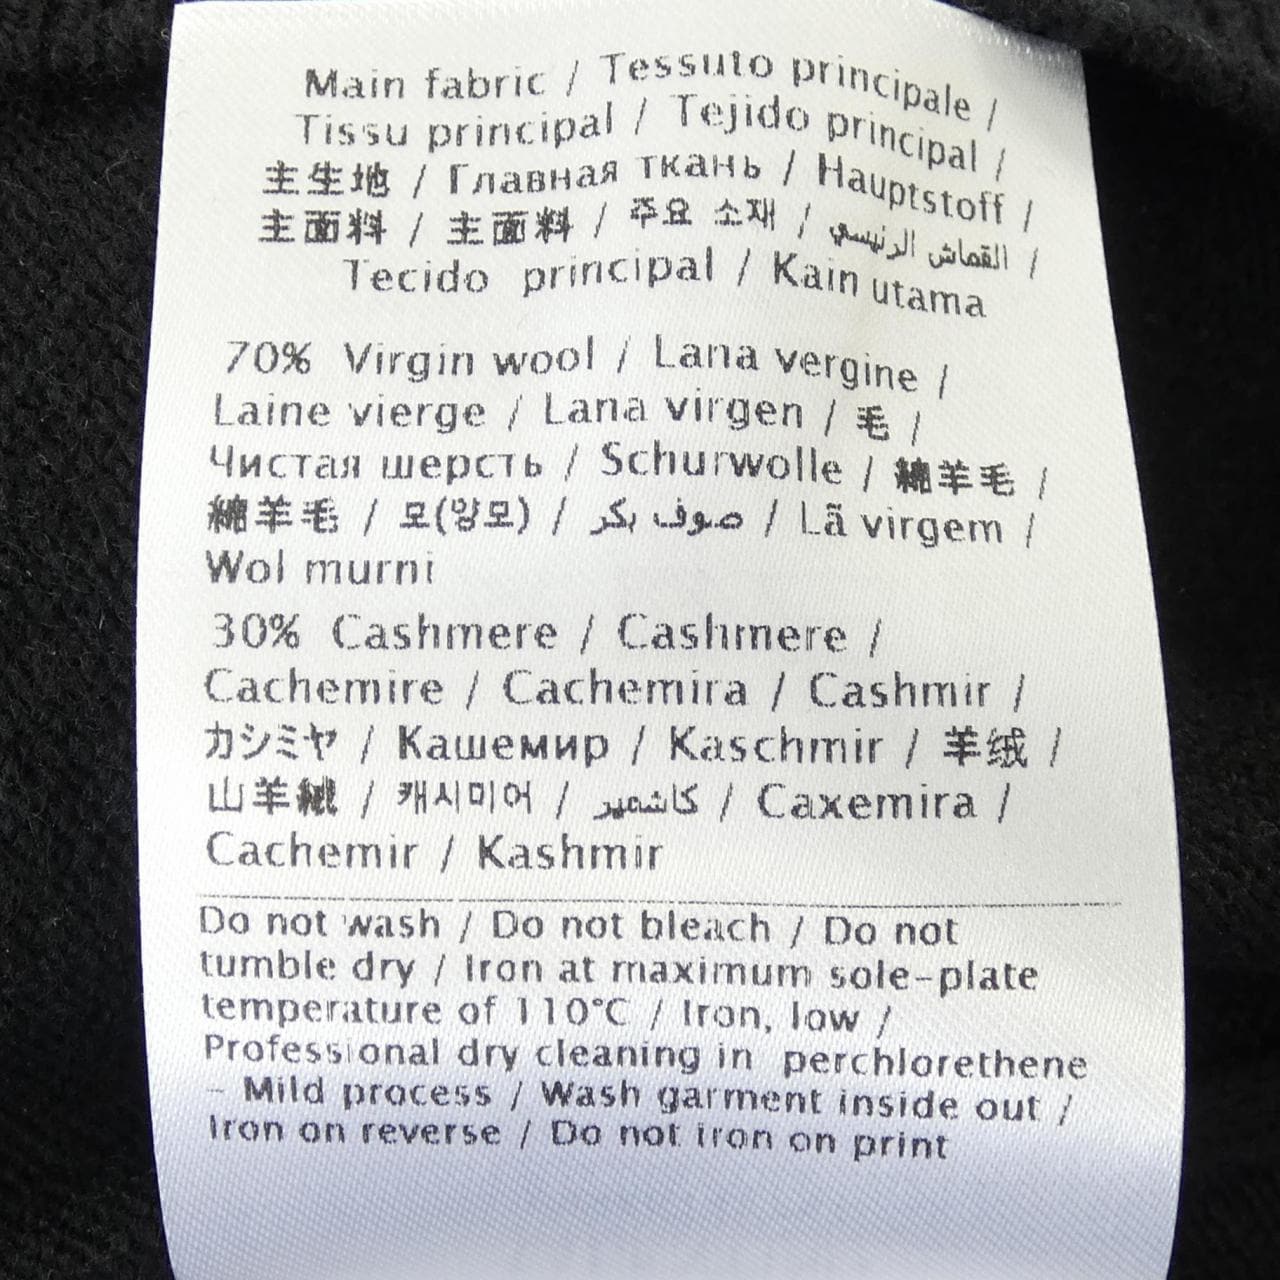 Main fabric / Tessuto principale /
Tissu principal / Tejido principal /
主生地 / Главная ткань / Hauptstoff /
主面料 / 主面料 / 주요 소재 / القماش الرئيسي /
Tecido principal / Kain utama
70% Virgin wool / Lana vergine /
Laine vierge / Lana virgen / 毛 /
Чистая шерсть / Schurwolle / 綿羊毛 /
綿羊毛 / 모(양모) / صوف بكر / Lã virgem /
Wol murni
30% Cashmere / Cashmere /
Cachemire / Cachemira / Cashmir /
カシミヤ / Кашемир / Kaschmir / 羊绒 /
山羊絨 / 캐시미어 / كاشمير / Caxemira /
Cachemir / Kashmir
Do not wash / Do not bleach / Do not
tumble dry / Iron at maximum sole-plate
temperature of 110°C / Iron, low /
Professional dry cleaning in perchlorethene
- Mild process / Wash garment inside out /
Iron on reverse / Do not iron on print